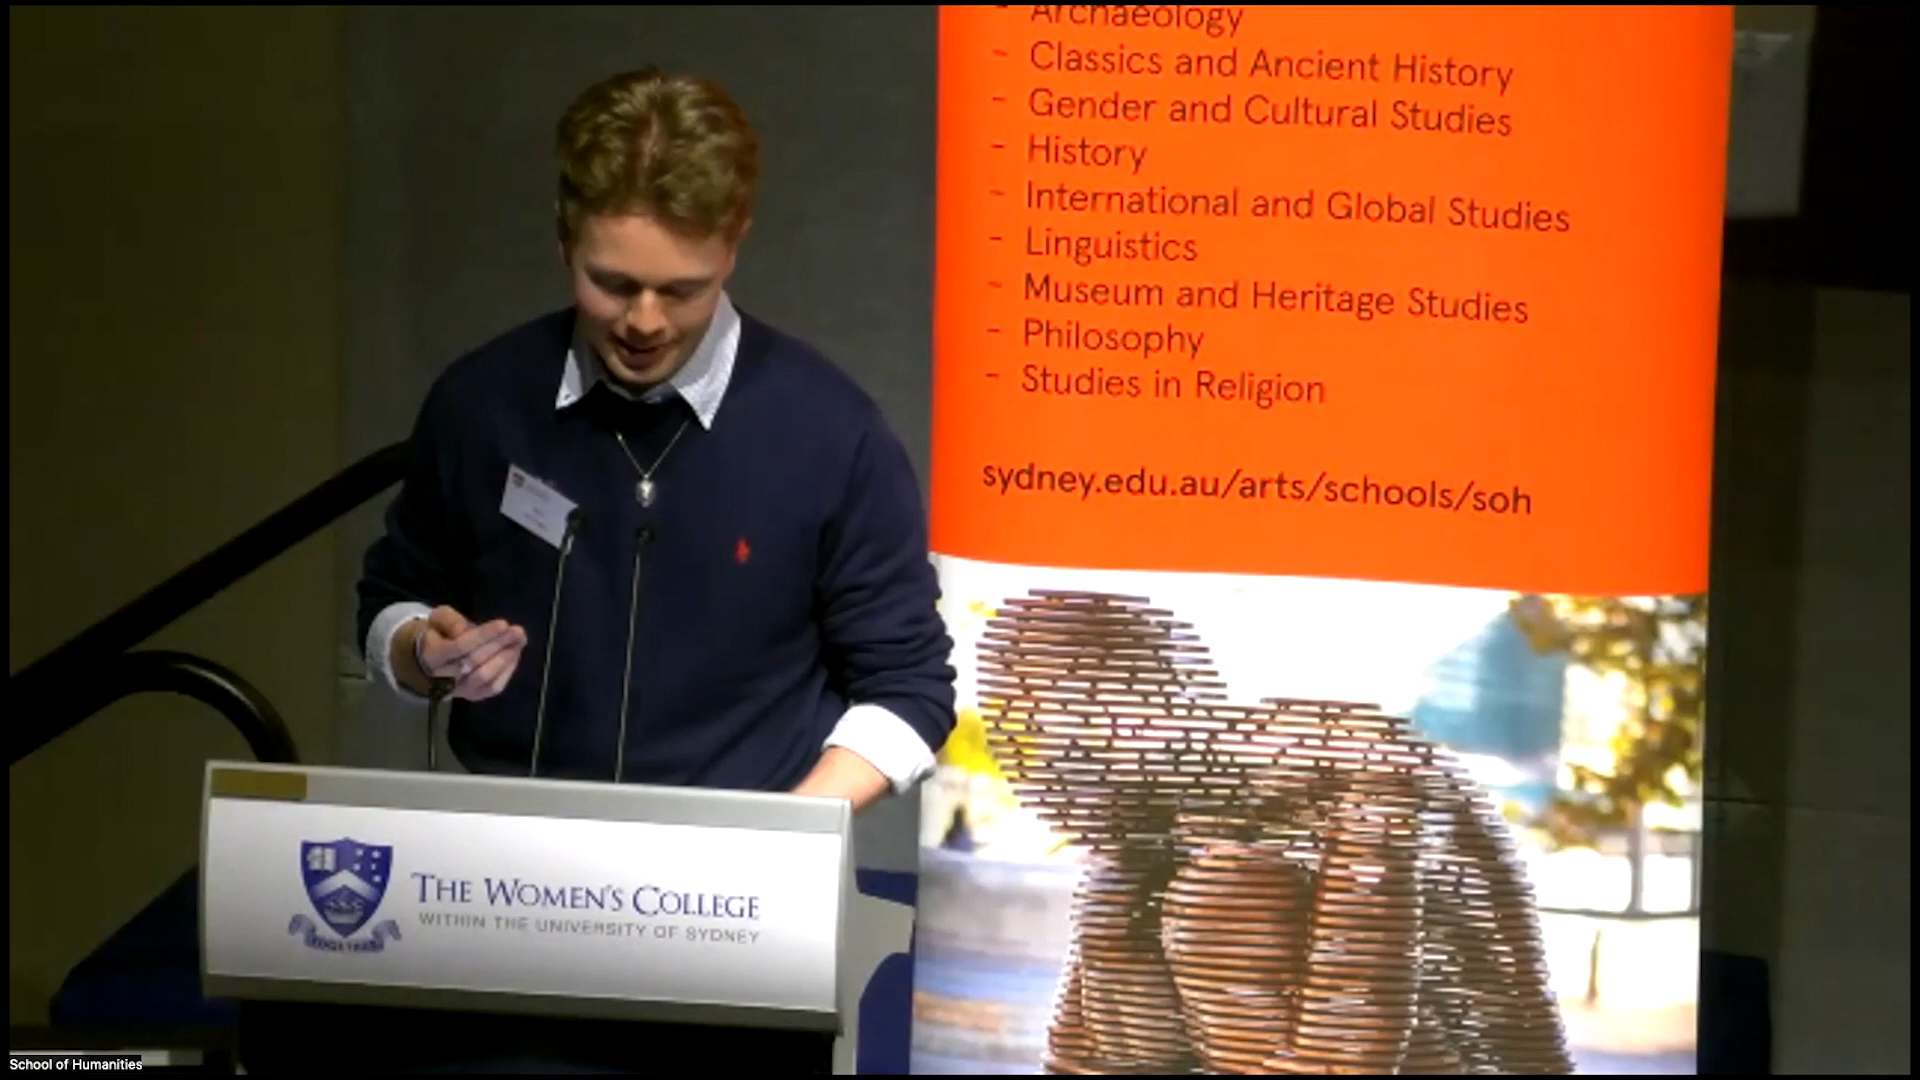 - Archaeology
- Classics and Ancient History
- Gender and Cultural Studies
- History
- International and Global Studies
- Linguistics
- Museum and Heritage Studies
- Philosophy
- Studies in Religion
sydney.edu.au/arts/schools/soh
THE WOMEN'S COLLEGE
WITHIN THE UNIVERSITY OF SYDNEY
School of Humanities